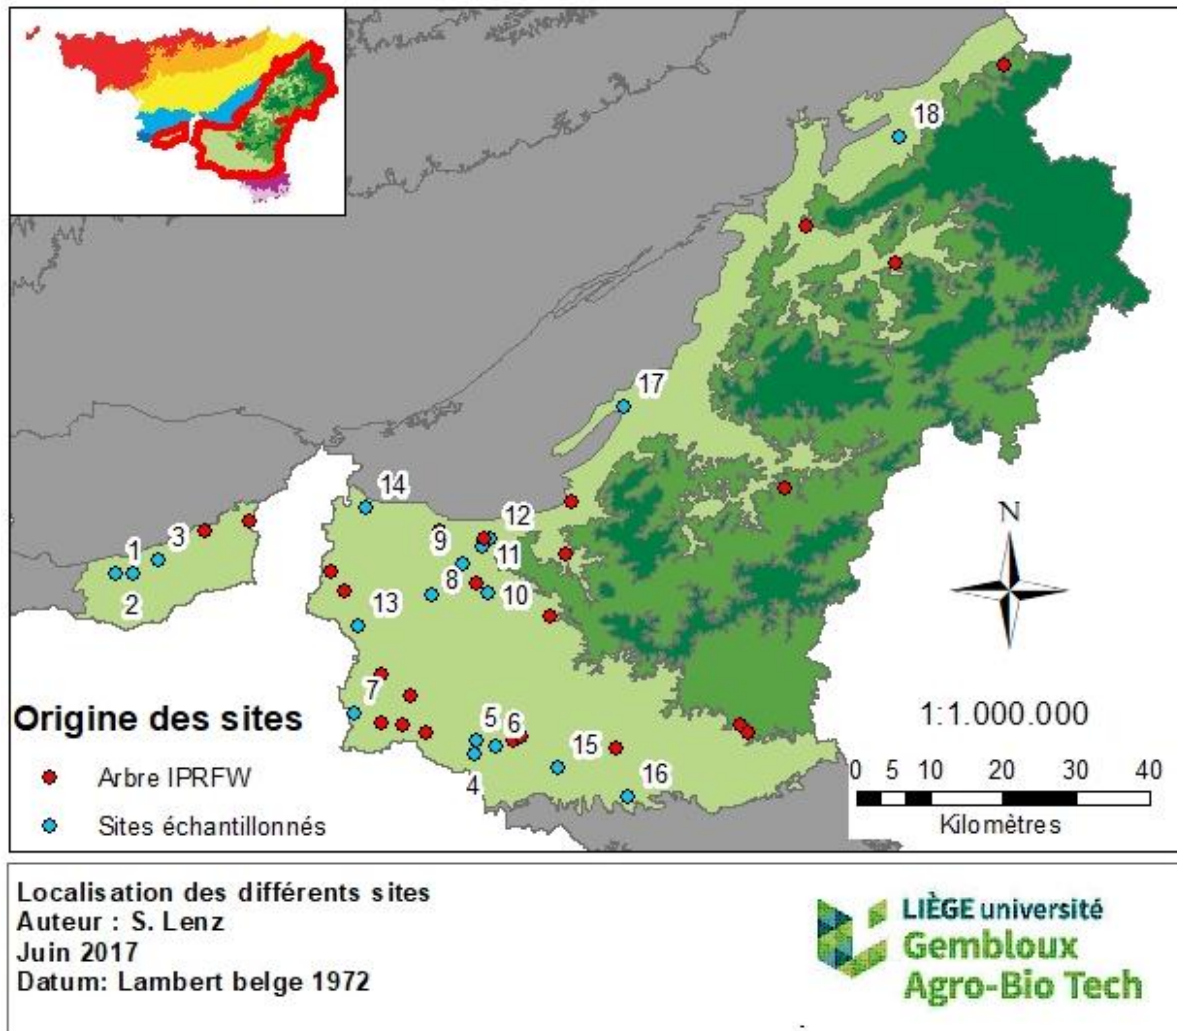 18
17
14
12
1
3
9
11
8
10
2
13
N
7
Origine des sites
5
6
1:1.000.000
15
Arbre IPRFW
4
16
0 5 10 20 30 40
Sites échantillonnés
Kilomètres
Localisation des différents sites
Auteur : S. Lenz
Juin 2017
Datum: Lambert belge 1972
LIÈGE université
Gembloux
Agro-Bio Tech